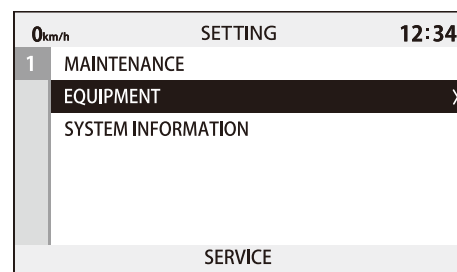 0km/h SETTING 12:34
1 MAINTENANCE
EQUIPMENT
SYSTEM INFORMATION
SERVICE